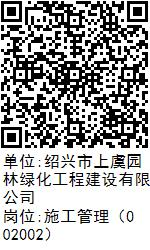 单位:绍兴市上虞园
林绿化工程建设有限
公司
岗位:施工管理（0
02002）